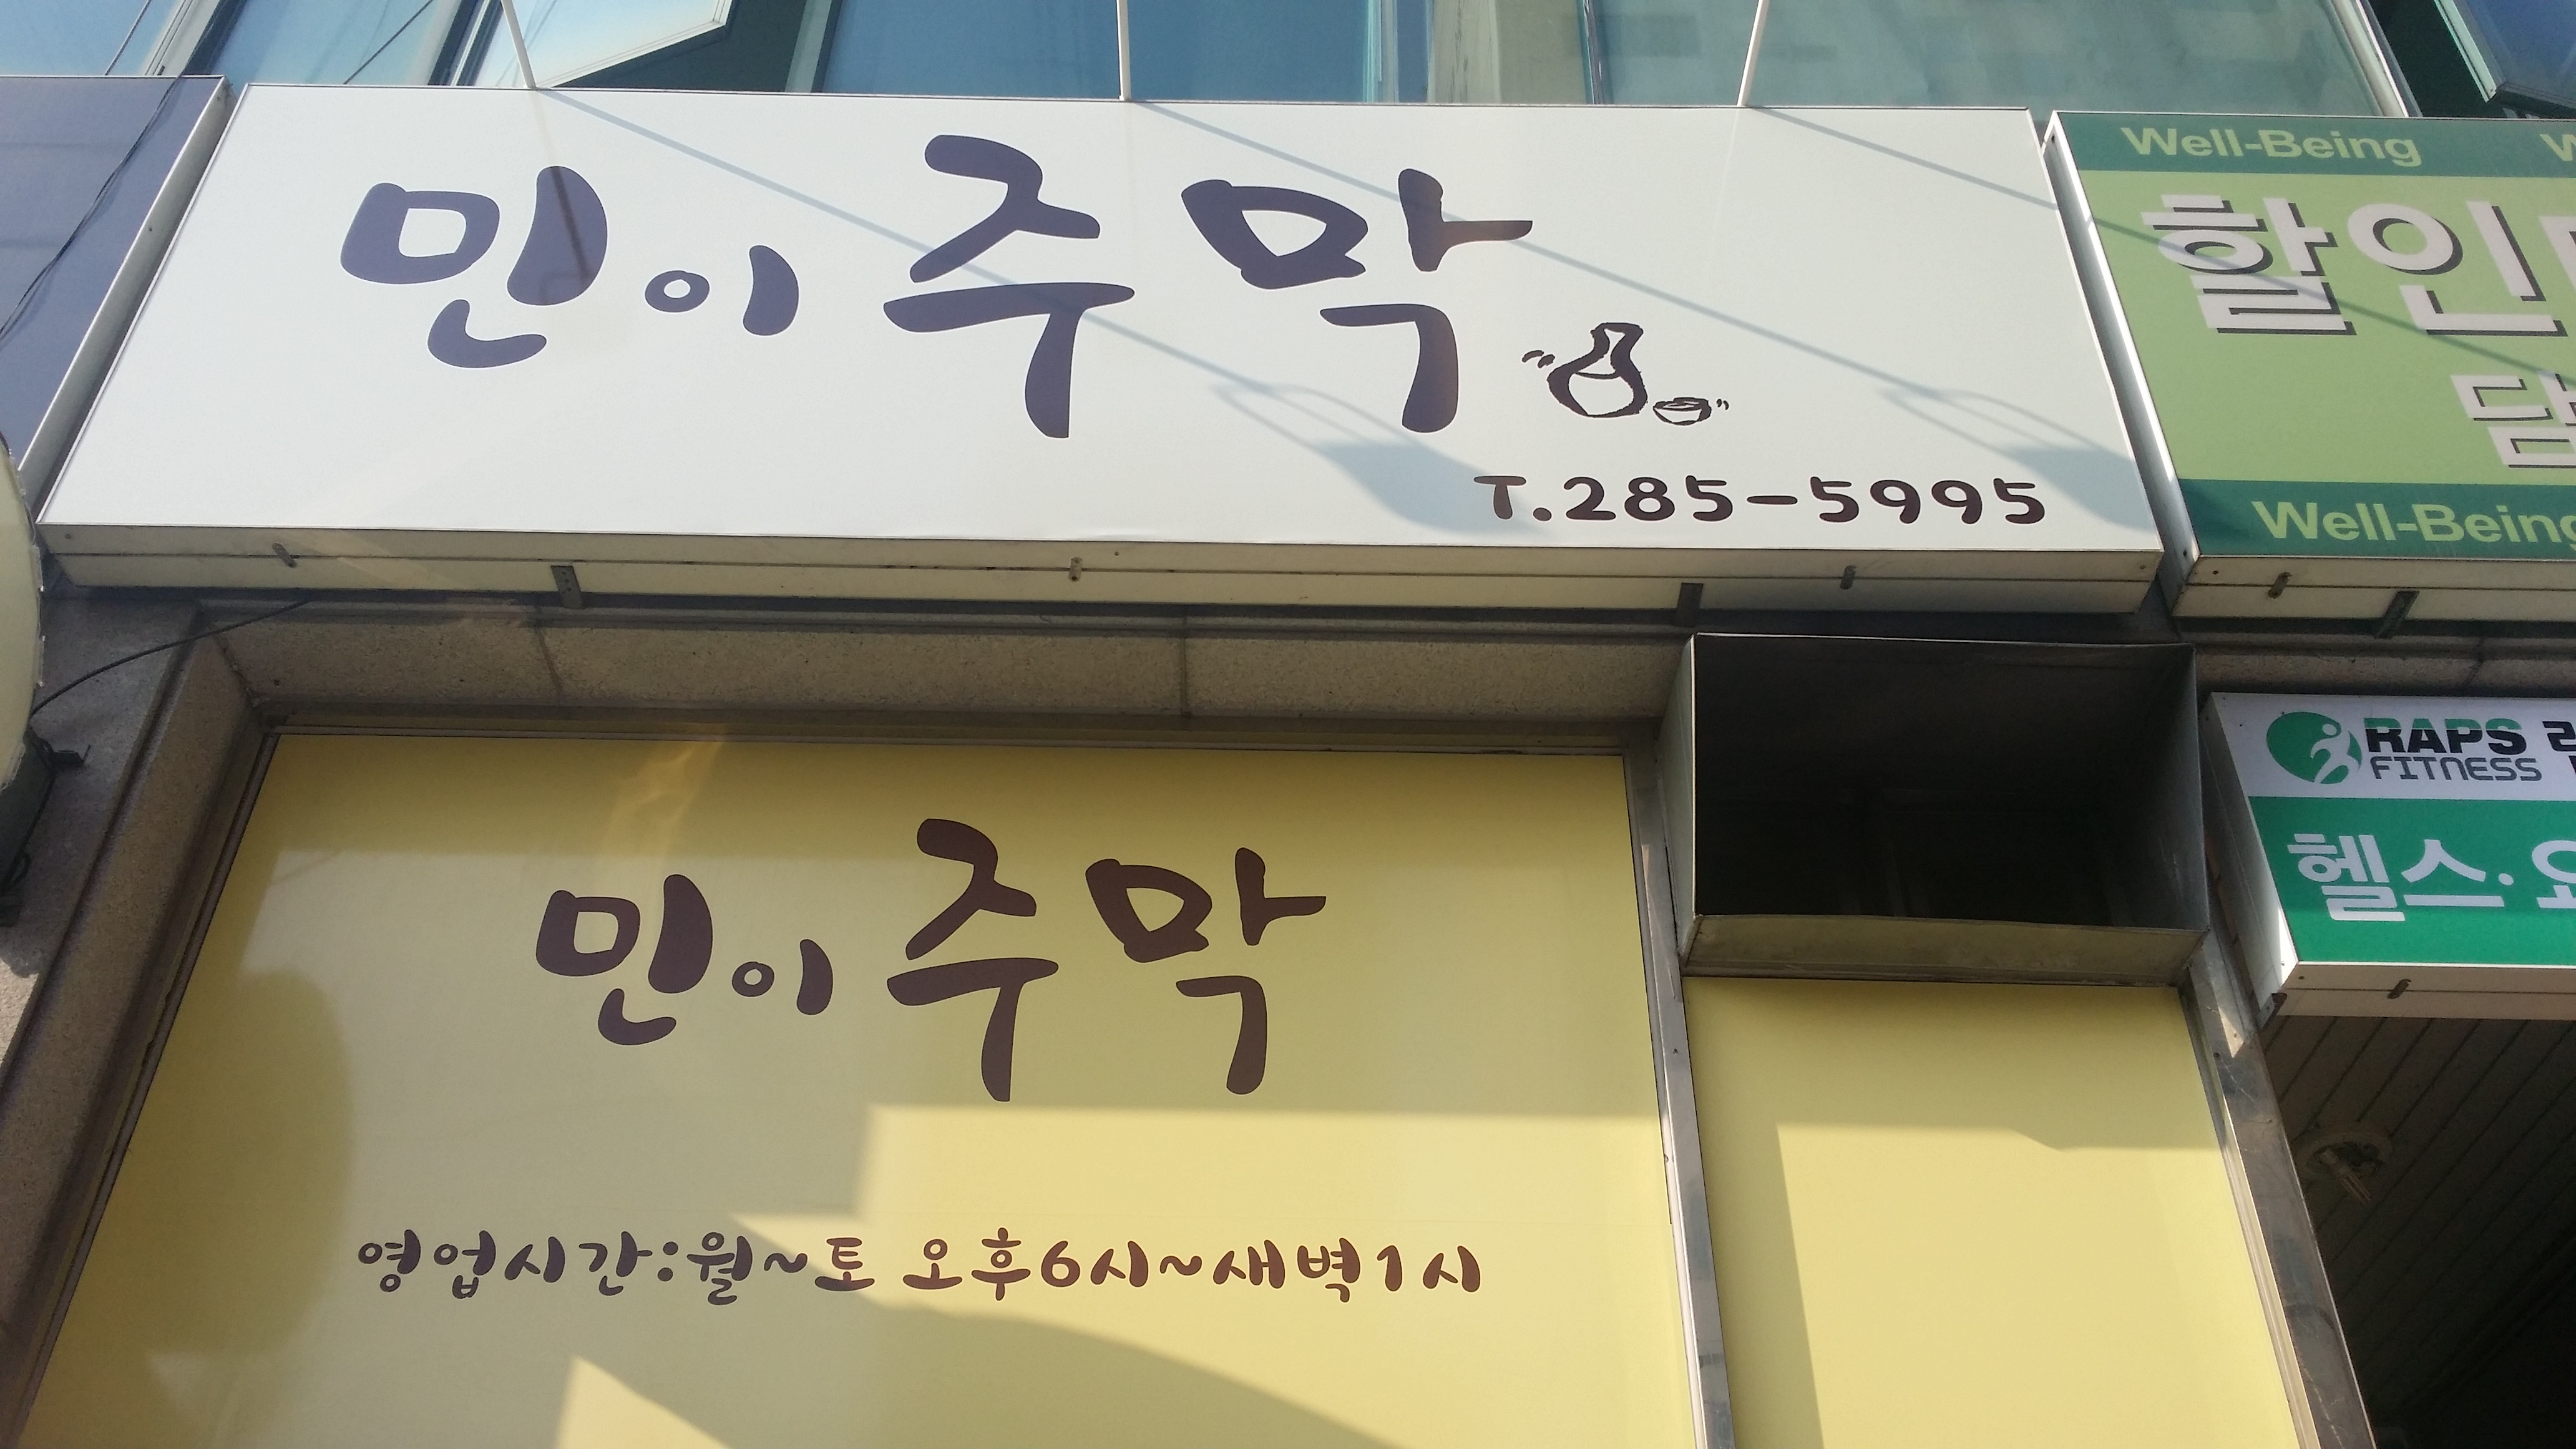 민이주막
T.285-5995
Well-Being
할인
Well-Being
RAPS
FITNESS
헬스·
민이주막
영업시간:월~토 오후6시~새벽1시